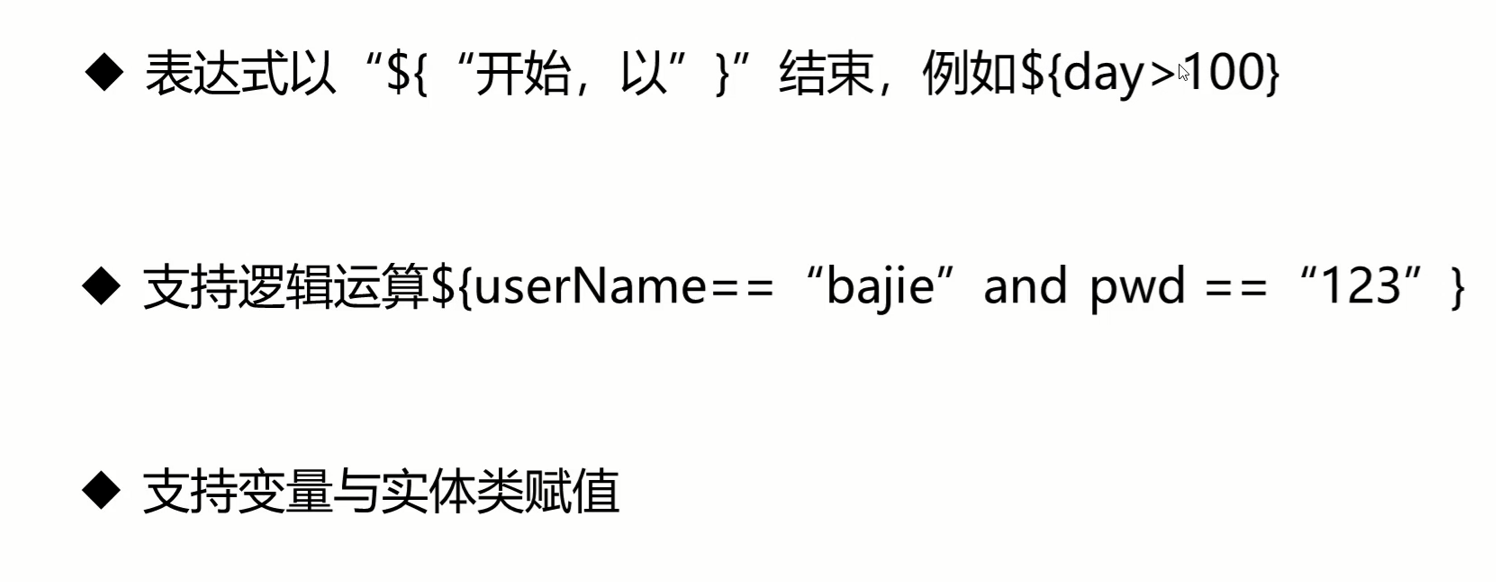 ◆ 表达式以“${“开始，以”}”结束，例如${day>100}
◆ 支持逻辑运算${userName==“bajie”and pwd ==“123”}
◆ 支持变量与实体类赋值